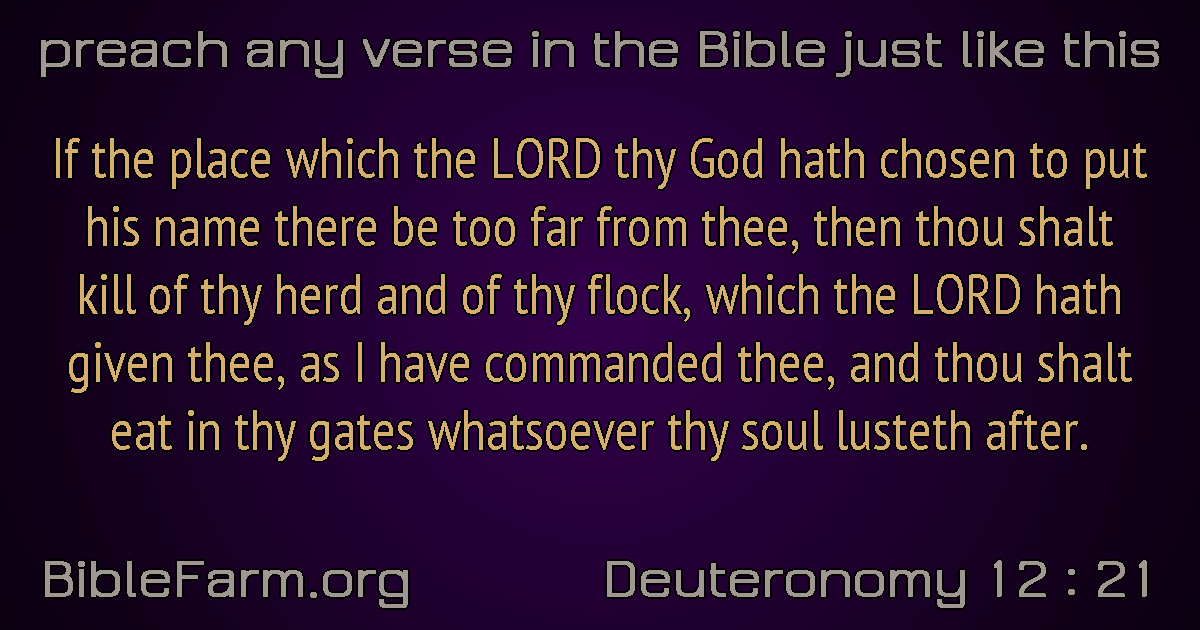 preach any verse in the Bible just like this
If the place which the LORD thy God hath chosen to put
his name there be too far from thee, then thou shalt
kill of thy herd and of thy flock, which the LORD hath
given thee, as I have commanded thee, and thou shalt
eat in thy gates whatsoever thy soul lusteth after.
BibleFarm.org
Deuteronomy 12 : 21